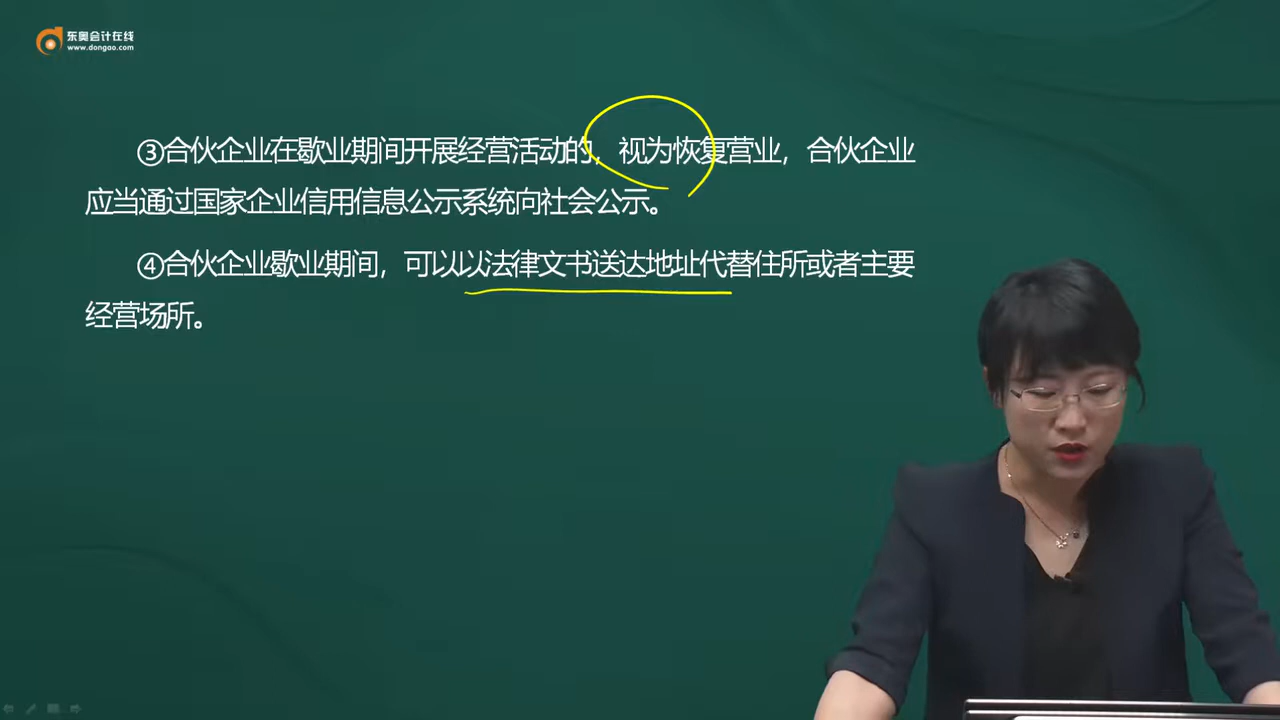 东奥会计在线
www.dongao.com
③合伙企业在歇业期间开展经营活动的，视为恢复营业，合伙企业
应当通过国家企业信用信息公示系统向社会公示。
④合伙企业歇业期间，可以以法律文书送达地址代替住所或者主要
经营场所。